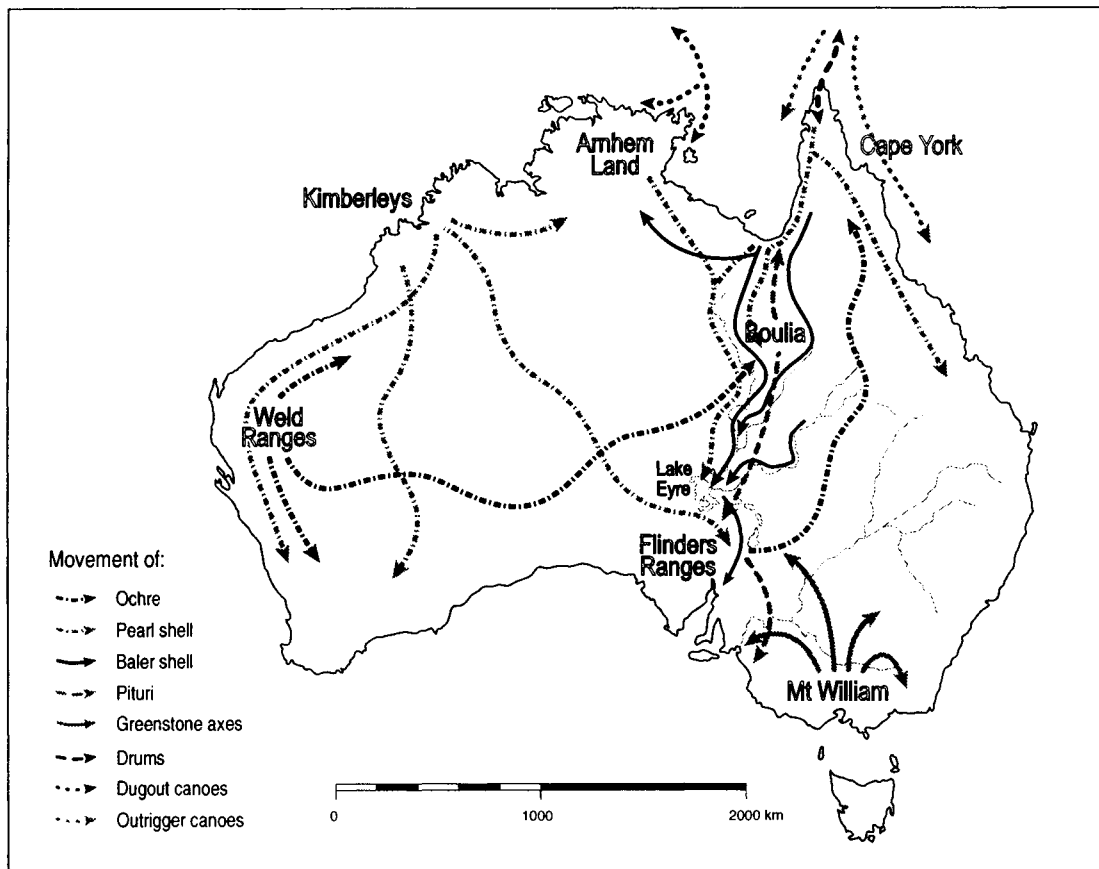 Arnhem
Land
Cape York
Kimberleys
Boulia
Weld
Ranges
Lake
Eyre
Flinders
Ranges
Mt William
Movement of:
Ochre
Pearl shell
Baler shell
Pituri
Greenstone axes
Drums
Dugout canoes
Outrigger canoes
0
1000
2000 km